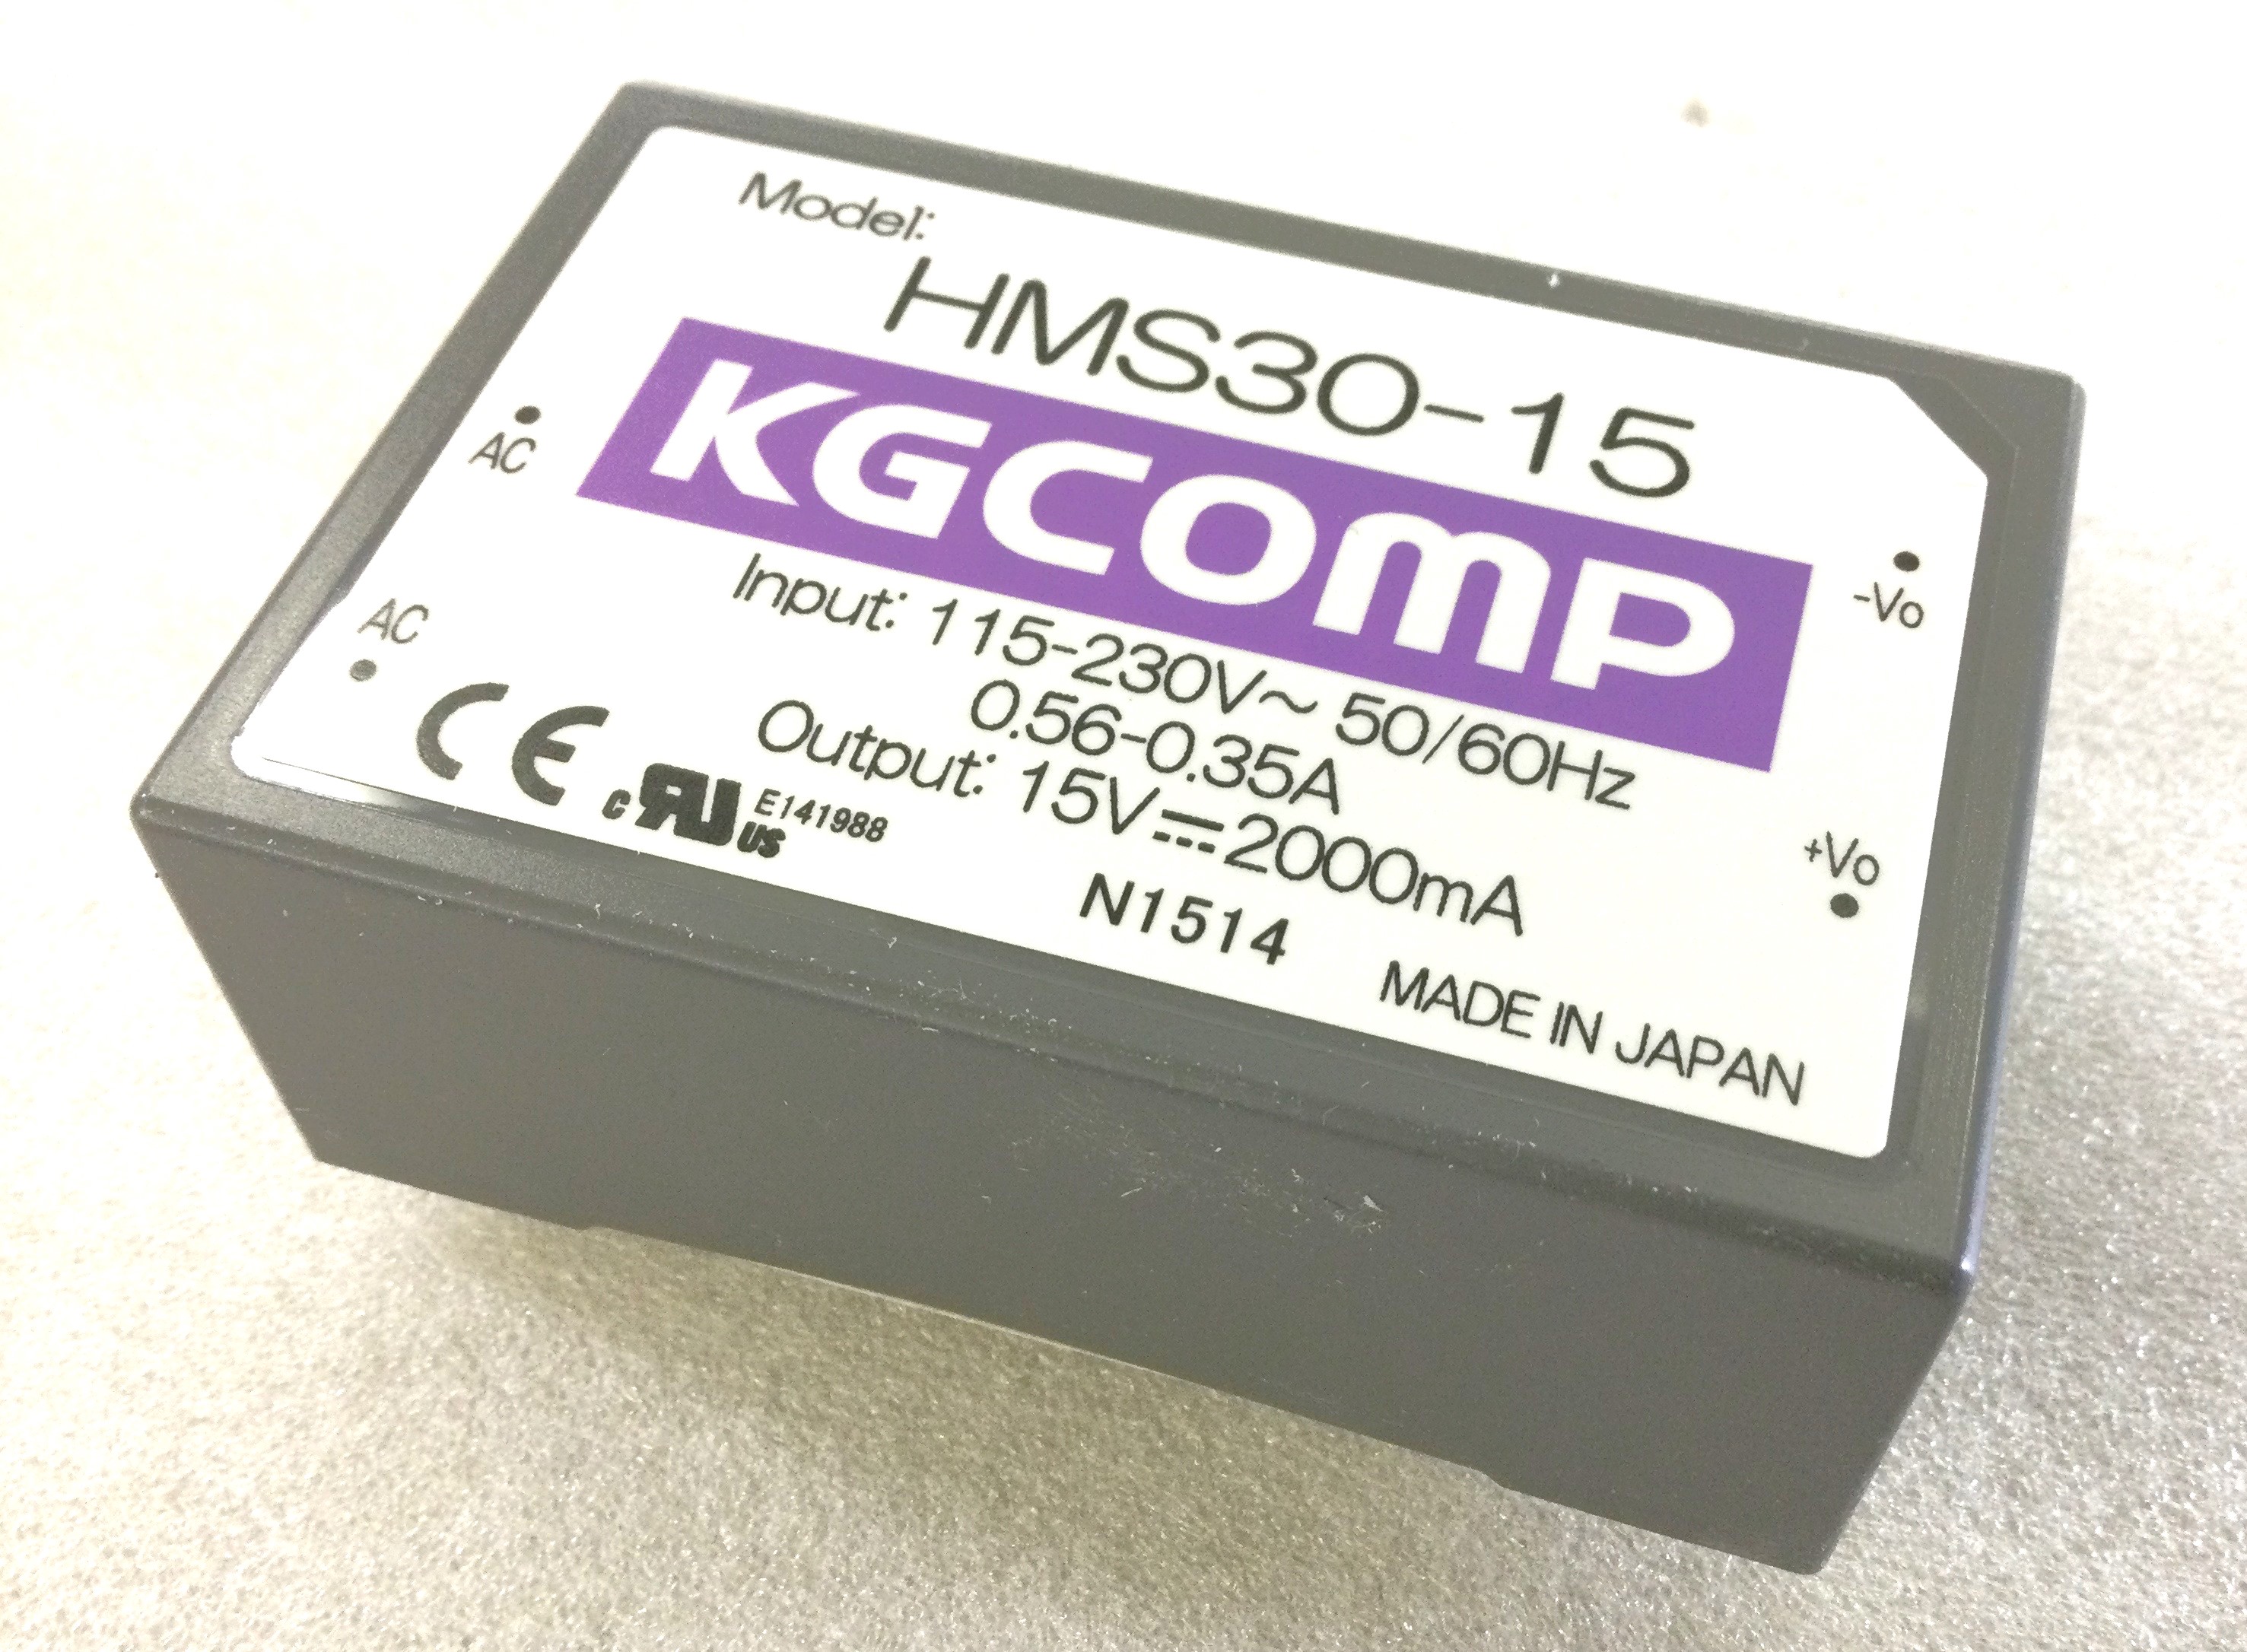 Model:
HMS30-15
KGCOMP
AC
AC
-Vo
+Vo
Input: 115-230V~ 50/60Hz
0.56-0.35A
Output: 15V⎓2000mA
CE
c RU US E141988
N1514
MADE IN JAPAN